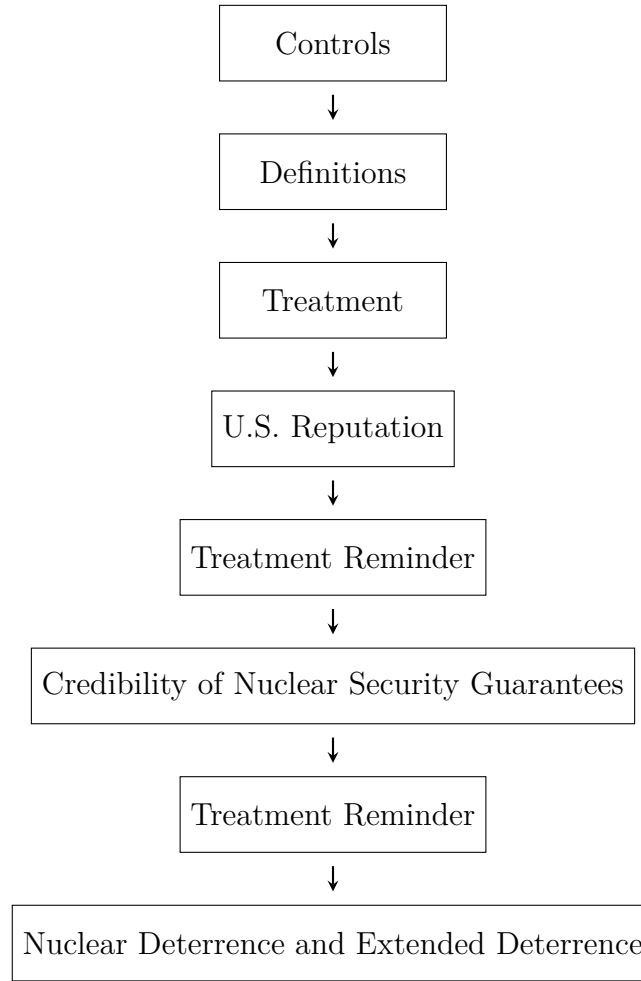 Controls
Definitions
Treatment
U.S. Reputation
Treatment Reminder
Credibility of Nuclear Security Guarantees
Treatment Reminder
Nuclear Deterrence and Extended Deterrence